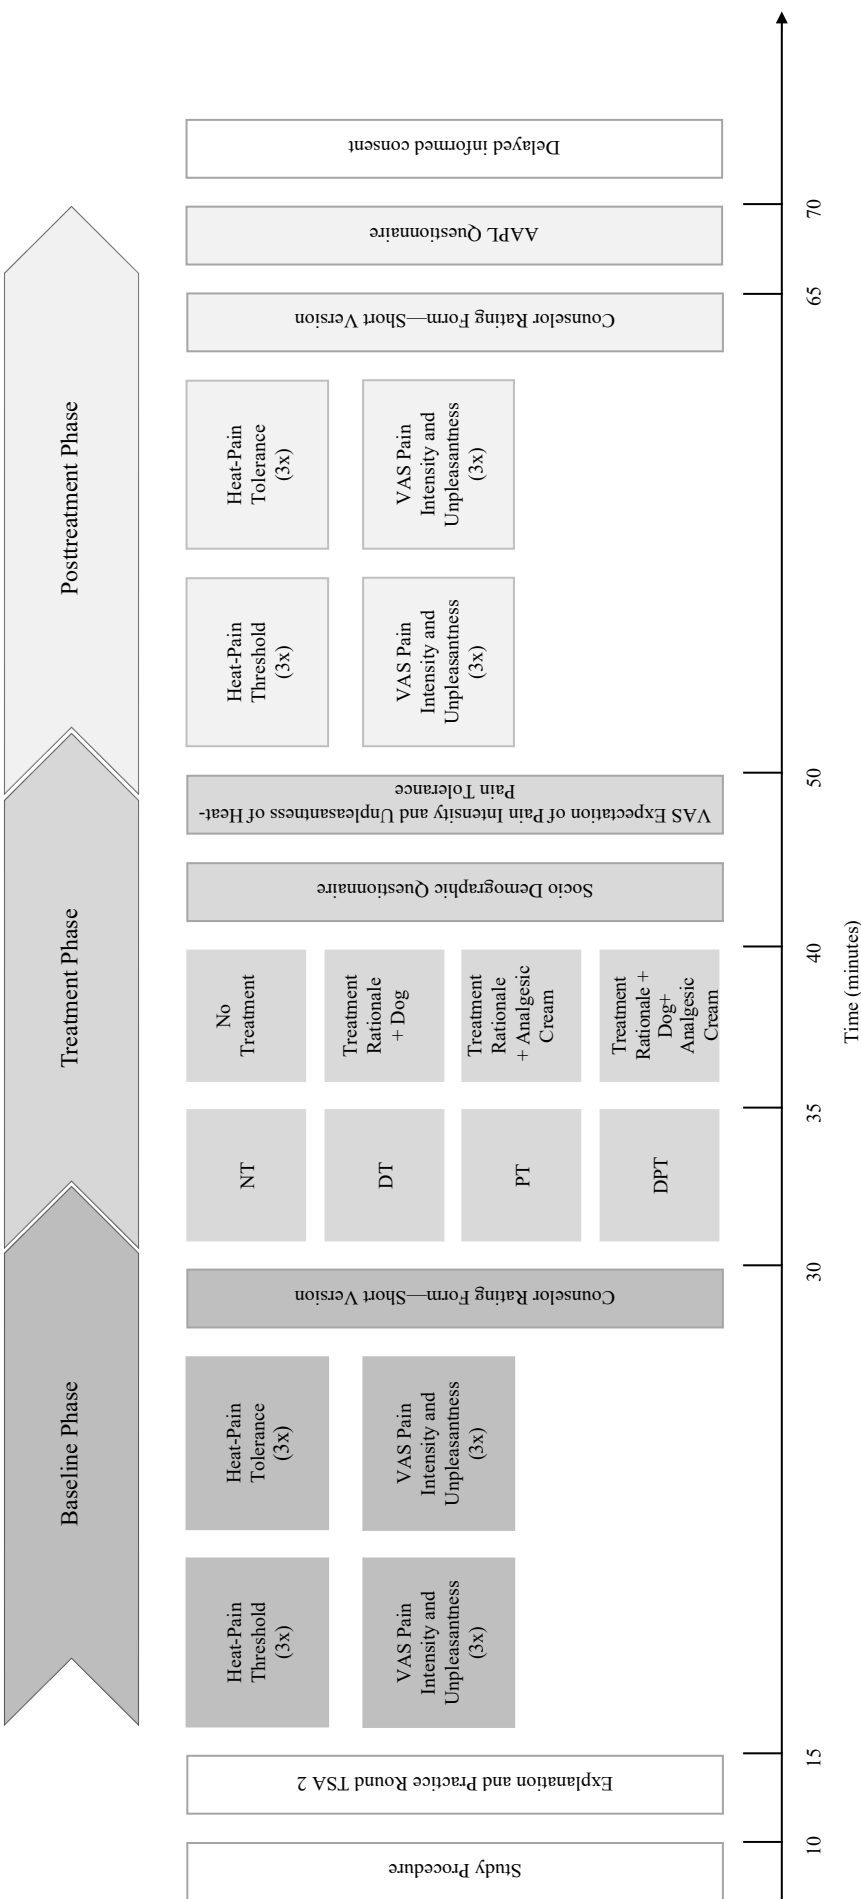 Baseline Phase
Treatment Phase
Posttreatment Phase
Study Procedure
Explanation and Practice Round TSA 2
Heat-Pain
Threshold
(3x)
VAS Pain
Intensity and
Unpleasantness
(3x)
Heat-Pain
Tolerance
(3x)
VAS Pain
Intensity and
Unpleasantness
(3x)
Counselor Rating Form—Short Version
NT
DT
PT
DPT
No
Treatment
Treatment
Rationale
+ Dog
Treatment
Rationale
+ Analgesic
Cream
Treatment
Rationale +
Dog+
Analgesic
Cream
Socio Demographic Questionnaire
VAS Expectation of Pain Intensity and Unpleasantness of Heat-
Pain Tolerance
Heat-Pain
Threshold
(3x)
VAS Pain
Intensity and
Unpleasantness
(3x)
Heat-Pain
Tolerance
(3x)
VAS Pain
Intensity and
Unpleasantness
(3x)
Counselor Rating Form—Short Version
AAPL Questionnaire
Delayed informed consent
10
15
30
35
40
50
65
70
Time (minutes)